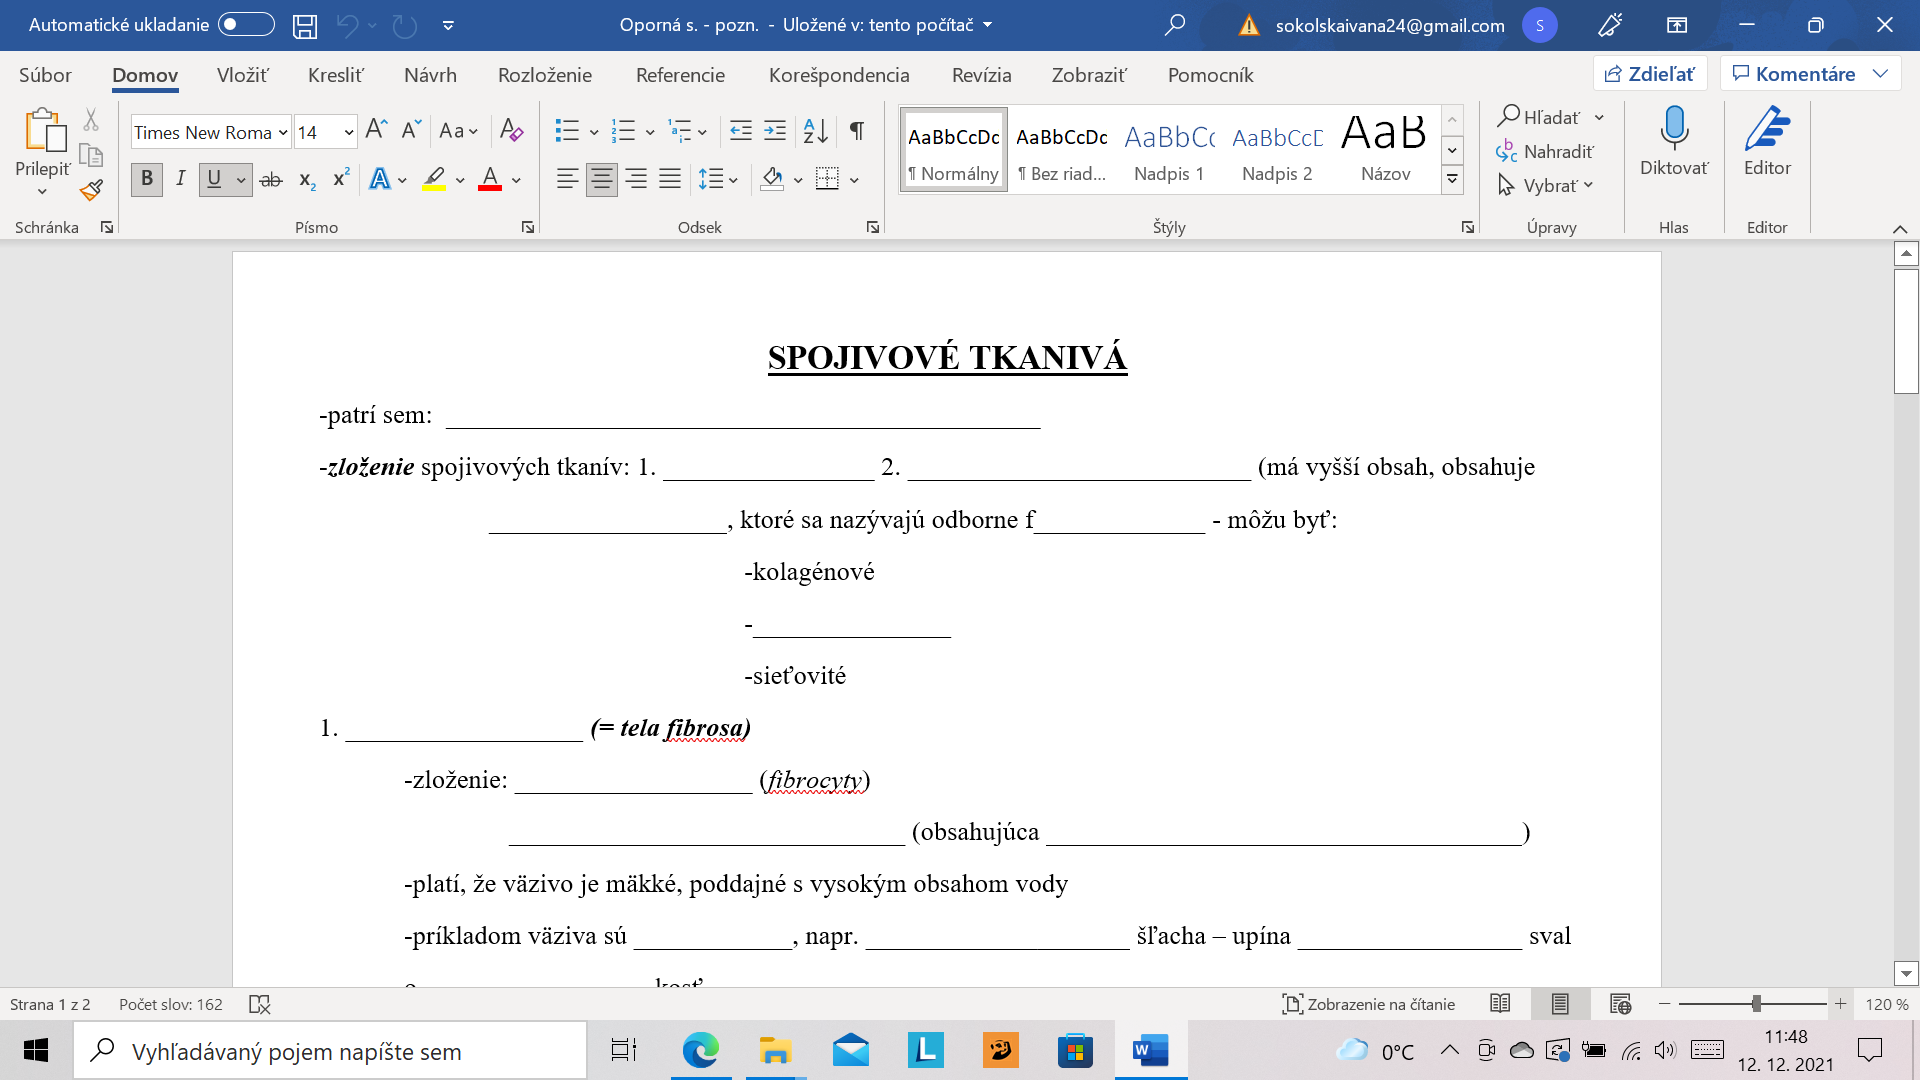 Automatické ukladanie
Oporná s. - pozn. - Uložené v: tento počítač
sokolskaivana24@gmail.com
S
Súbor Domov Vložiť Kresliť Návrh Rozloženie Referencie Korešpondencia Revízia Zobraziť Pomocník Zdieľať Komentáre
Prilepiť
Schránka
Times New Roma 14
Písmo
Odsek
AaBbCcDc AaBbCcDc AaBbCc AaBbCcD AaB
¶ Normálny ¶ Bez riad... Nadpis 1 Nadpis 2 Názov
Štýly
Hľadať
Nahradiť
Vybrať
Úpravy
Diktovať
Hlas
Editor
Editor
SPOJIVOVÉ TKANIVÁ
-patrí sem: _____________________________________________
-zloženie spojivových tkanív: 1. ________________ 2. __________________________ (má vyšší obsah, obsahuje
__________________, ktoré sa nazývajú odborne f_____________ - môžu byť:
-kolagénové
-_______________
-sieťovité
1. __________________ (= tela fibrosa)
-zloženie: __________________ (fibrocyty)
______________________________ (obsahujúca ____________________________________)
-platí, že väzivo je mäkké, poddajné s vysokým obsahom vody
-príkladom väziva sú ____________, napr. ____________________ šľacha – upína _________________ sval
Strana 1 z 2 Počet slov: 162 Zobrazenie na čítanie 120 %
Vyhľadávaný pojem napíšte sem
0°C
11:48
12. 12. 2021